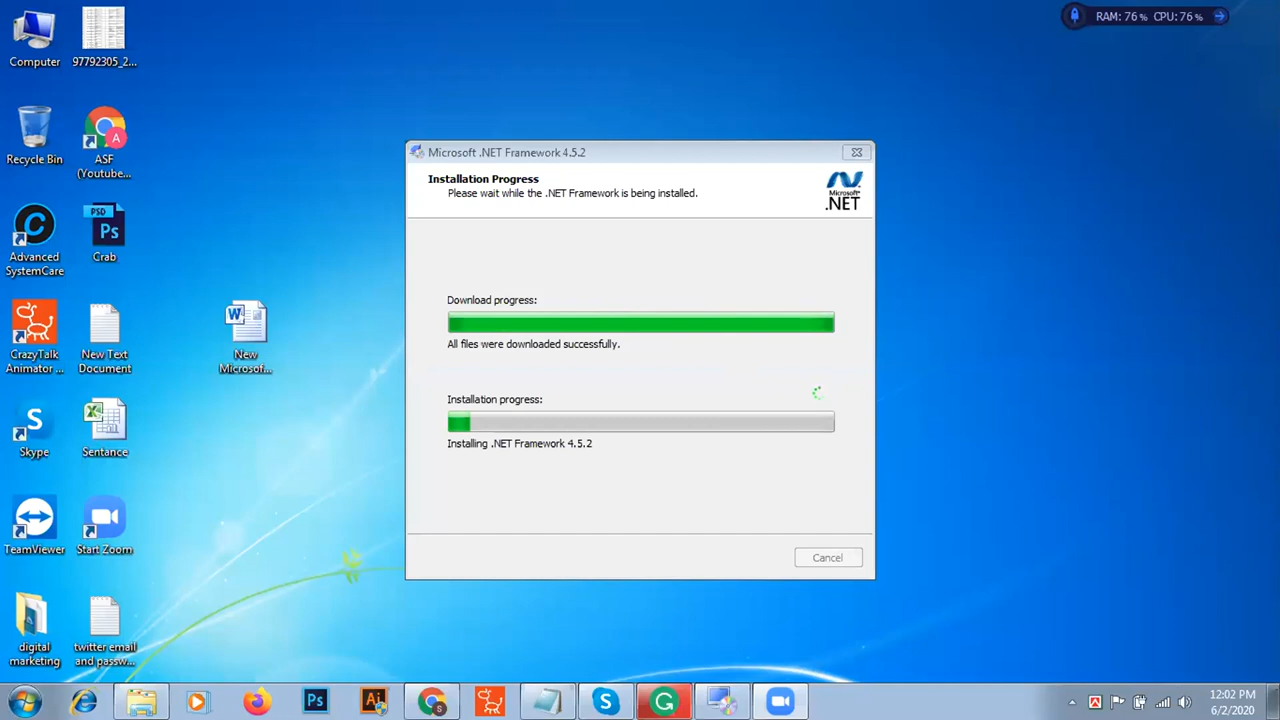 RAM: 76% CPU: 76%
Computer
97792305_2...
Recycle Bin
A
ASF
(Youtube...
Advanced
SystemCare
PSD
Ps
Crab
CrazyTalk
Animator ...
New Text
Document
W
New
Microsof...
S
Skype
X
Sentance
TeamViewer
Start Zoom
digital
marketing
twitter email
and passw...
Microsoft .NET Framework 4.5.2
Installation Progress
Please wait while the .NET Framework is being installed.
Microsoft
.NET
Download progress:
All files were downloaded successfully.
Installation progress:
Installing .NET Framework 4.5.2
Cancel
Ps
Ai
S
S
G
12:02 PM
6/2/2020